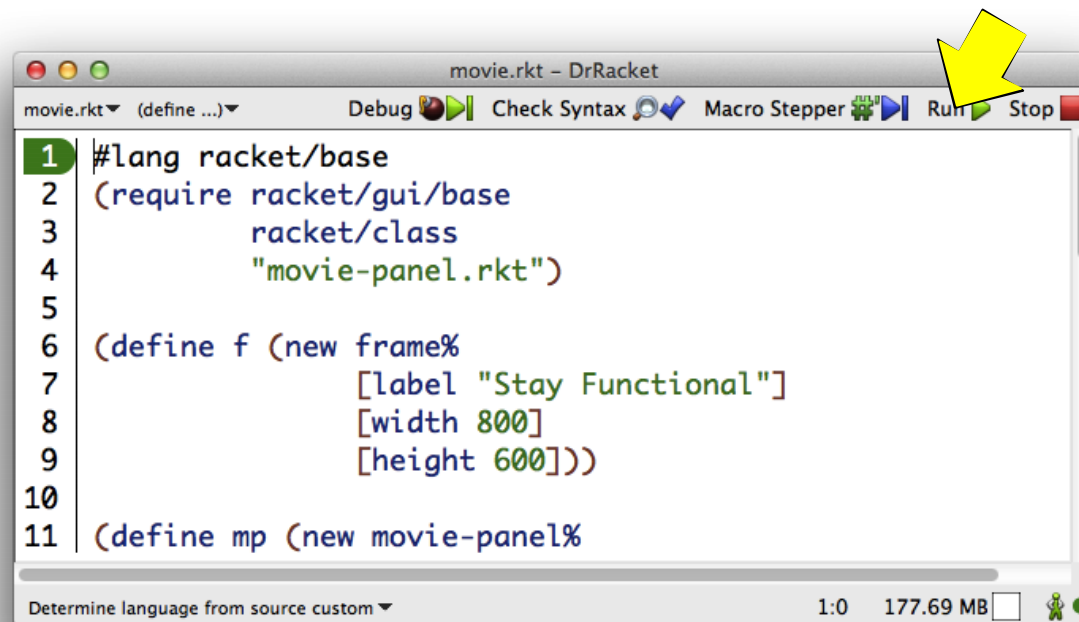 movie.rkt – DrRacket
movie.rkt (define ...) Debug Check Syntax Macro Stepper #' Run Stop
1 #lang racket/base
2 (require racket/gui/base
3 racket/class
4 "movie-panel.rkt")
5
6 (define f (new frame%
7 [label "Stay Functional"]
8 [width 800]
9 [height 600]))
10
11 (define mp (new movie-panel%
Determine language from source custom 1:0 177.69 MB